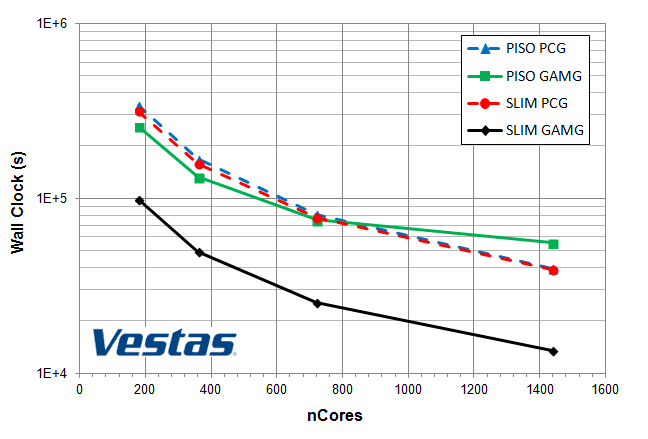 1E+6
PISO PCG
PISO GAMG
SLIM PCG
SLIM GAMG
Wall Clock (s)
1E+5
Vestas®
1E+4
0 200 400 600 800 1000 1200 1400 1600
nCores